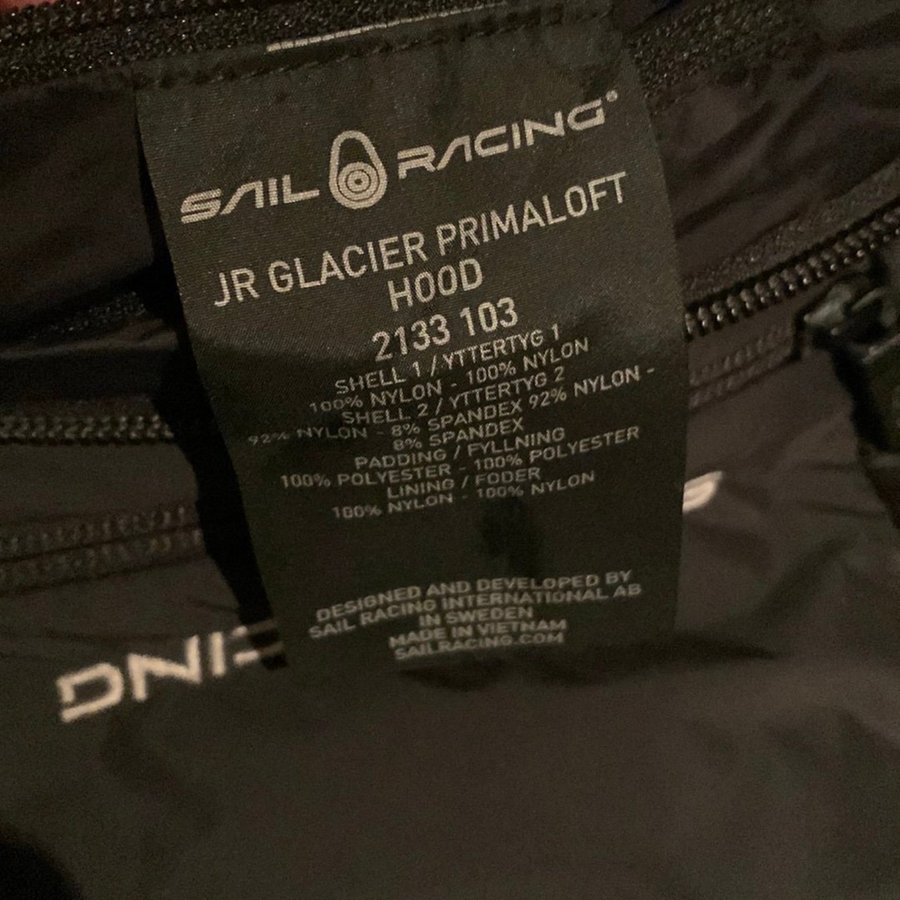 SAIL RACING®
JR GLACIER PRIMALOFT
HOOD
2133 103
SHELL 1 / YTTERTYG 1
100% NYLON - 100% NYLON
SHELL 2 / YTTERTYG 2
92% NYLON - 8% SPANDEX 92% NYLON -
8% SPANDEX
PADDING / FYLLNING
100% POLYESTER - 100% POLYESTER
LINING / FODER
100% NYLON - 100% NYLON
DESIGNED AND DEVELOPED BY
SAIL RACING INTERNATIONAL AB
IN SWEDEN
MADE IN VIETNAM
SAILRACING.COM
CING